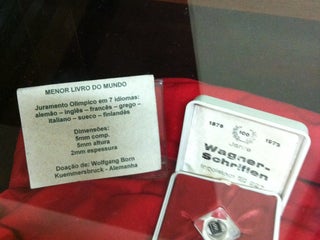 MENOR LIVRO DO MUNDO
Juramento Olímpico em 7 idiomas:
alemão – inglês – francês – grego –
italiano – sueco – finlandês
Dimensões:
5mm comp.
5mm altura
2mm espessura
Doação de: Wolfgang Born
Kuemmersbruck - Alemanha
1879 100 1979
Jahre
Wagner-
Schriften